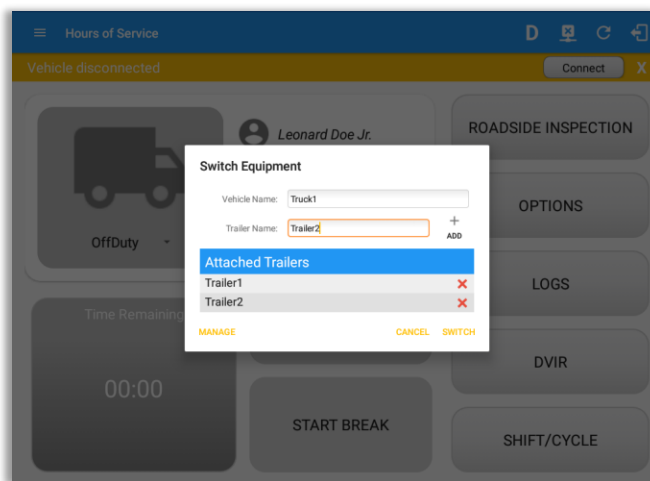 Hours of Service
D
Vehicle disconnected
Connect
X
Leonard Doe Jr.
OffDuty
Time Remaining
00:00
START BREAK
ROADSIDE INSPECTION
OPTIONS
LOGS
DVIR
SHIFT/CYCLE
Switch Equipment
Vehicle Name: Truck1
Trailer Name: Trailer2
ADD
Attached Trailers
Trailer1
Trailer2
MANAGE
CANCEL
SWITCH